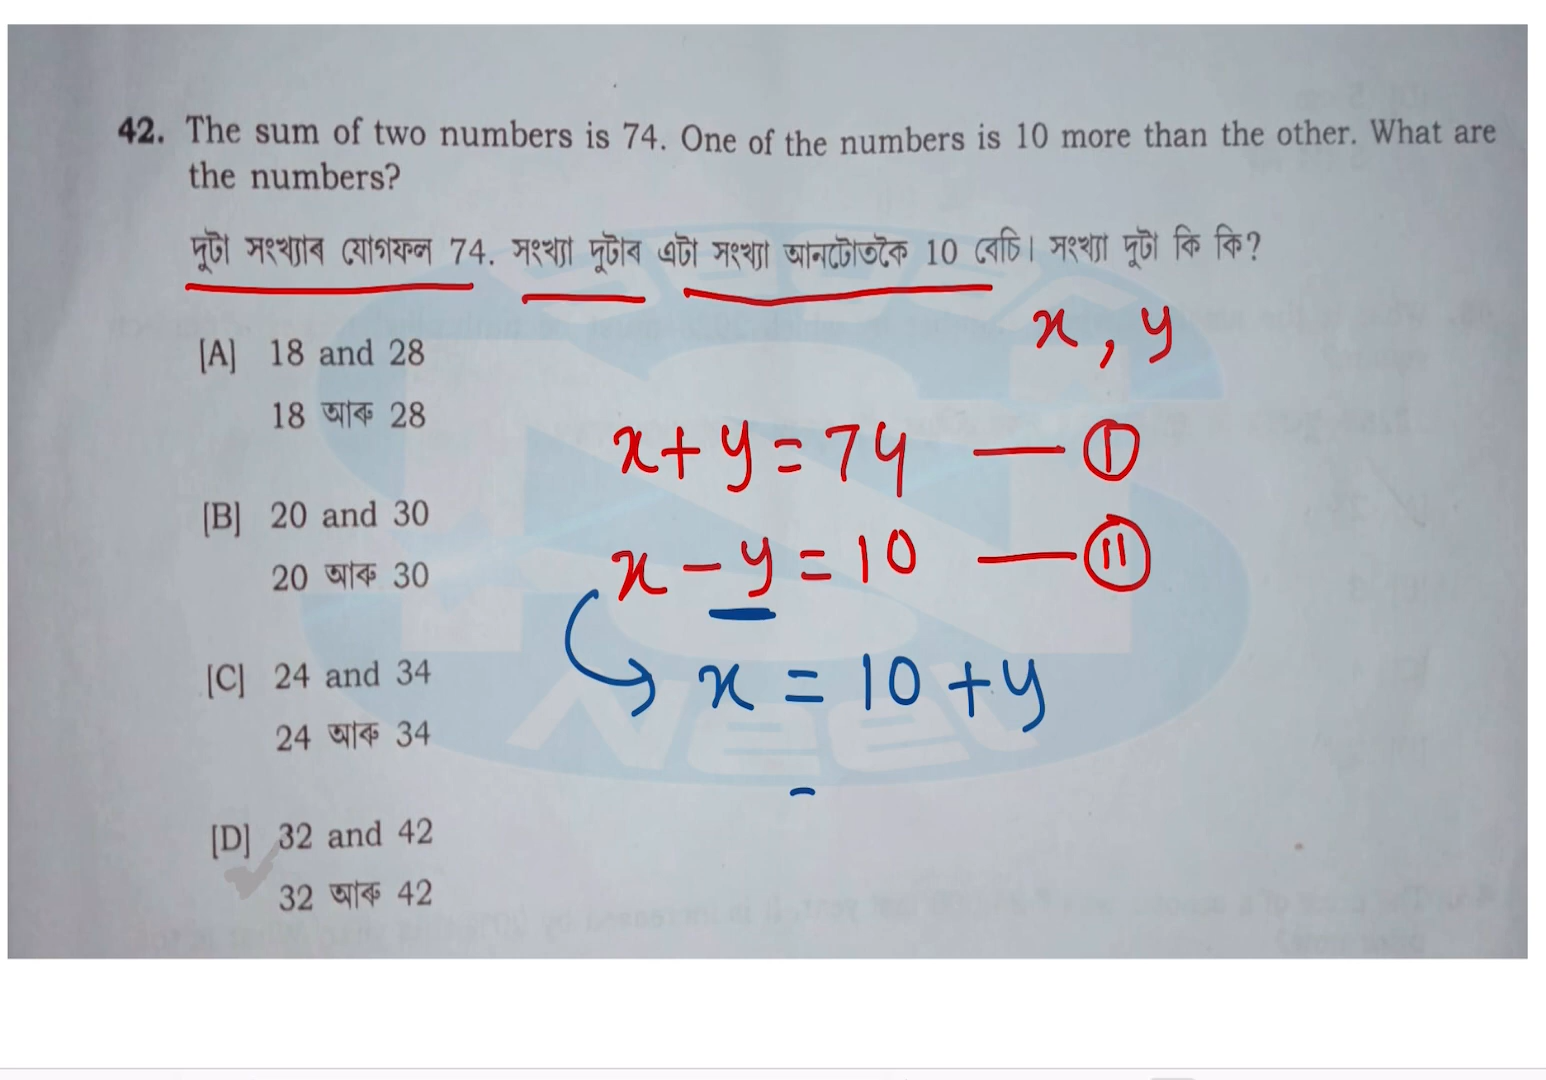 42. The sum of two numbers is 74. One of the numbers is 10 more than the other. What are
the numbers?
দুটা সংখ্যাৰ যোগফল 74. সংখ্যা দুটাৰ এটা সংখ্যা আনটোতকৈ 10 বেচি। সংখ্যা দুটা কি কি?
x, y
[A] 18 and 28
18 আৰু 28
x + y = 74 — I
[B] 20 and 30
20 আৰু 30
x - y = 10 — II
[C] 24 and 34
24 আৰু 34
x = 10 + y
[D] 32 and 42
32 আৰু 42